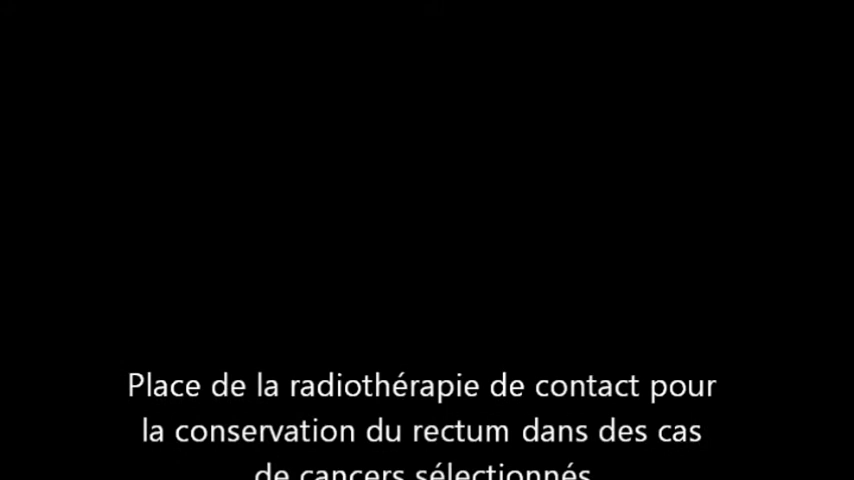 Place de la radiothérapie de contact pour
la conservation du rectum dans des cas
de cancers sélectionnés